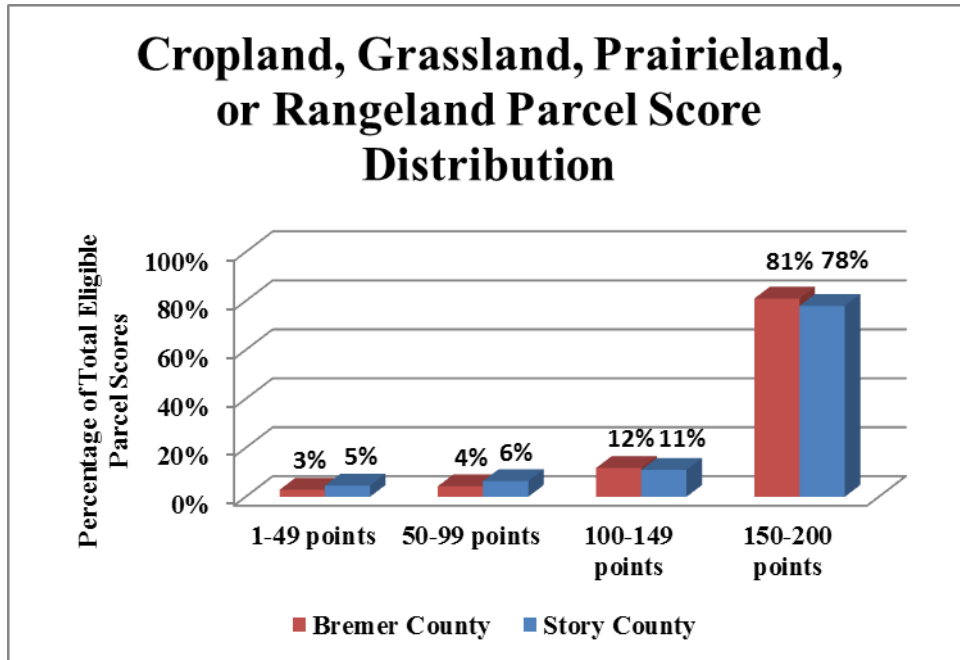 Cropland, Grassland, Prairieland,
or Rangeland Parcel Score
Distribution
Percentage of Total Eligible
Parcel Scores
100%
80%
60%
40%
20%
0%
3%
5%
4%
6%
12%
11%
81%
78%
1-49 points
50-99 points
100-149
points
150-200
points
Bremer County
Story County